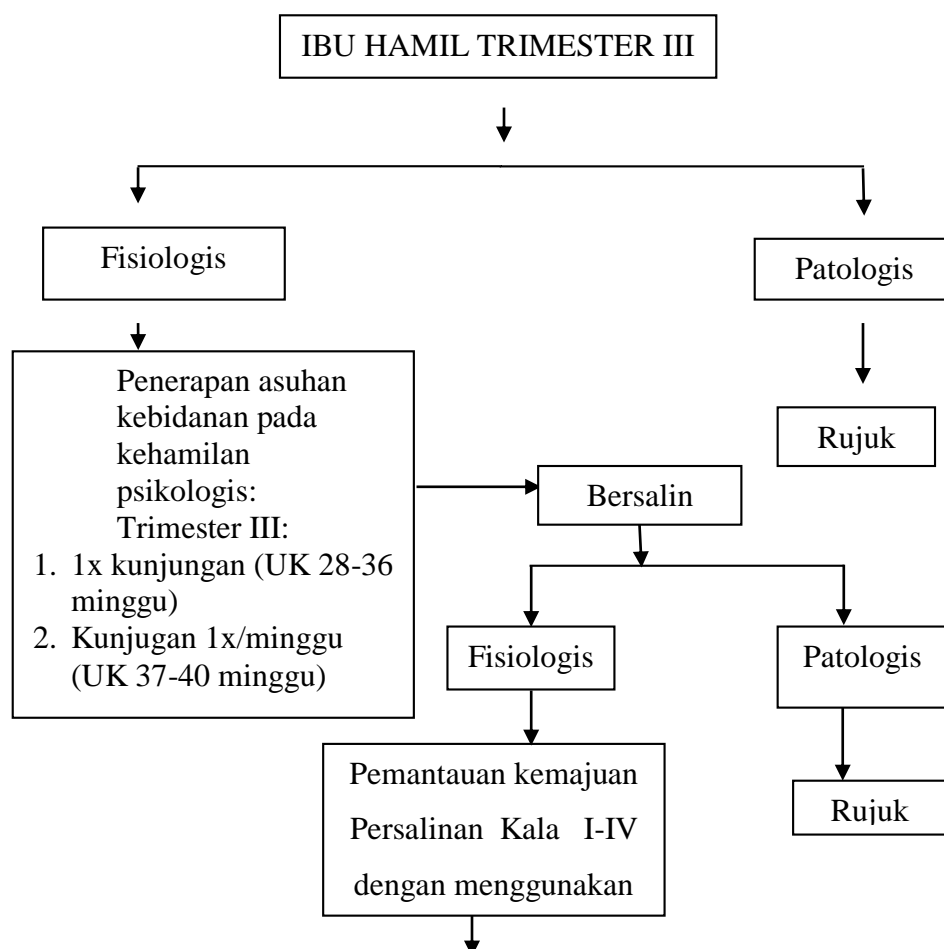 IBU HAMIL TRIMESTER III
Fisiologis
Patologis
Penerapan asuhan
kebidanan pada
kehamilan
psikologis:
Trimester III:
1. 1x kunjungan (UK 28-36
minggu)
2. Kunjugan 1x/minggu
(UK 37-40 minggu)
Rujuk
Bersalin
Fisiologis
Patologis
Pemantauan kemajuan
Persalinan Kala I-IV
dengan menggunakan
Rujuk